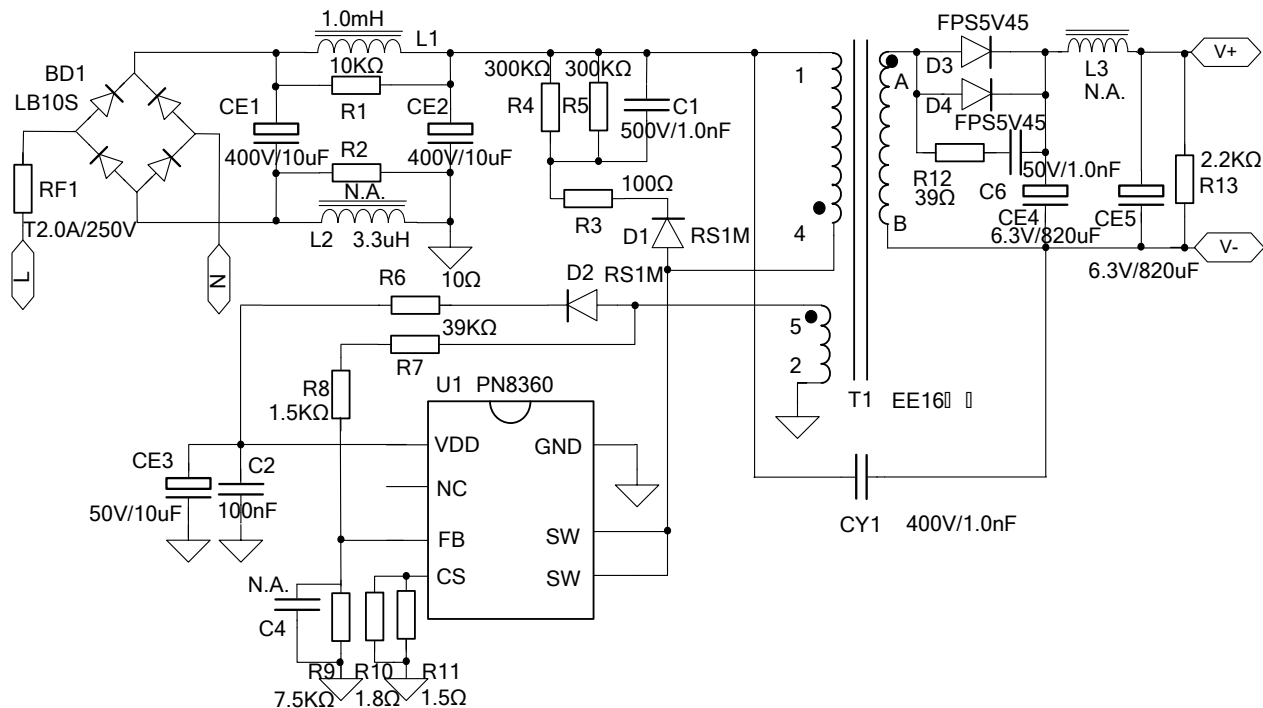 1.0mH
L1
10KΩ
R1
BD1
LB10S
CE1
400V/10uF
R2
N.A.
CE2
400V/10uF
RF1
T2.0A/250V
L2
3.3uH
L
N
300KΩ
300KΩ
R4
R5
C1
500V/1.0nF
100Ω
R3
D1
RS1M
1
4
A
B
FPS5V45
D3
D4
FPS5V45
R12
39Ω
C6
50V/1.0nF
CE4
6.3V/820uF
L3
N.A.
CE5
6.3V/820uF
2.2KΩ
R13
V+
V-
R6
10Ω
D2
RS1M
39KΩ
R7
5
2
T1
EE16
R8
1.5KΩ
U1
PN8360
VDD
GND
NC
FB
SW
CS
SW
CE3
50V/10uF
C2
100nF
CY1
400V/1.0nF
N.A.
C4
R9
7.5KΩ
R10
1.8Ω
R11
1.5Ω